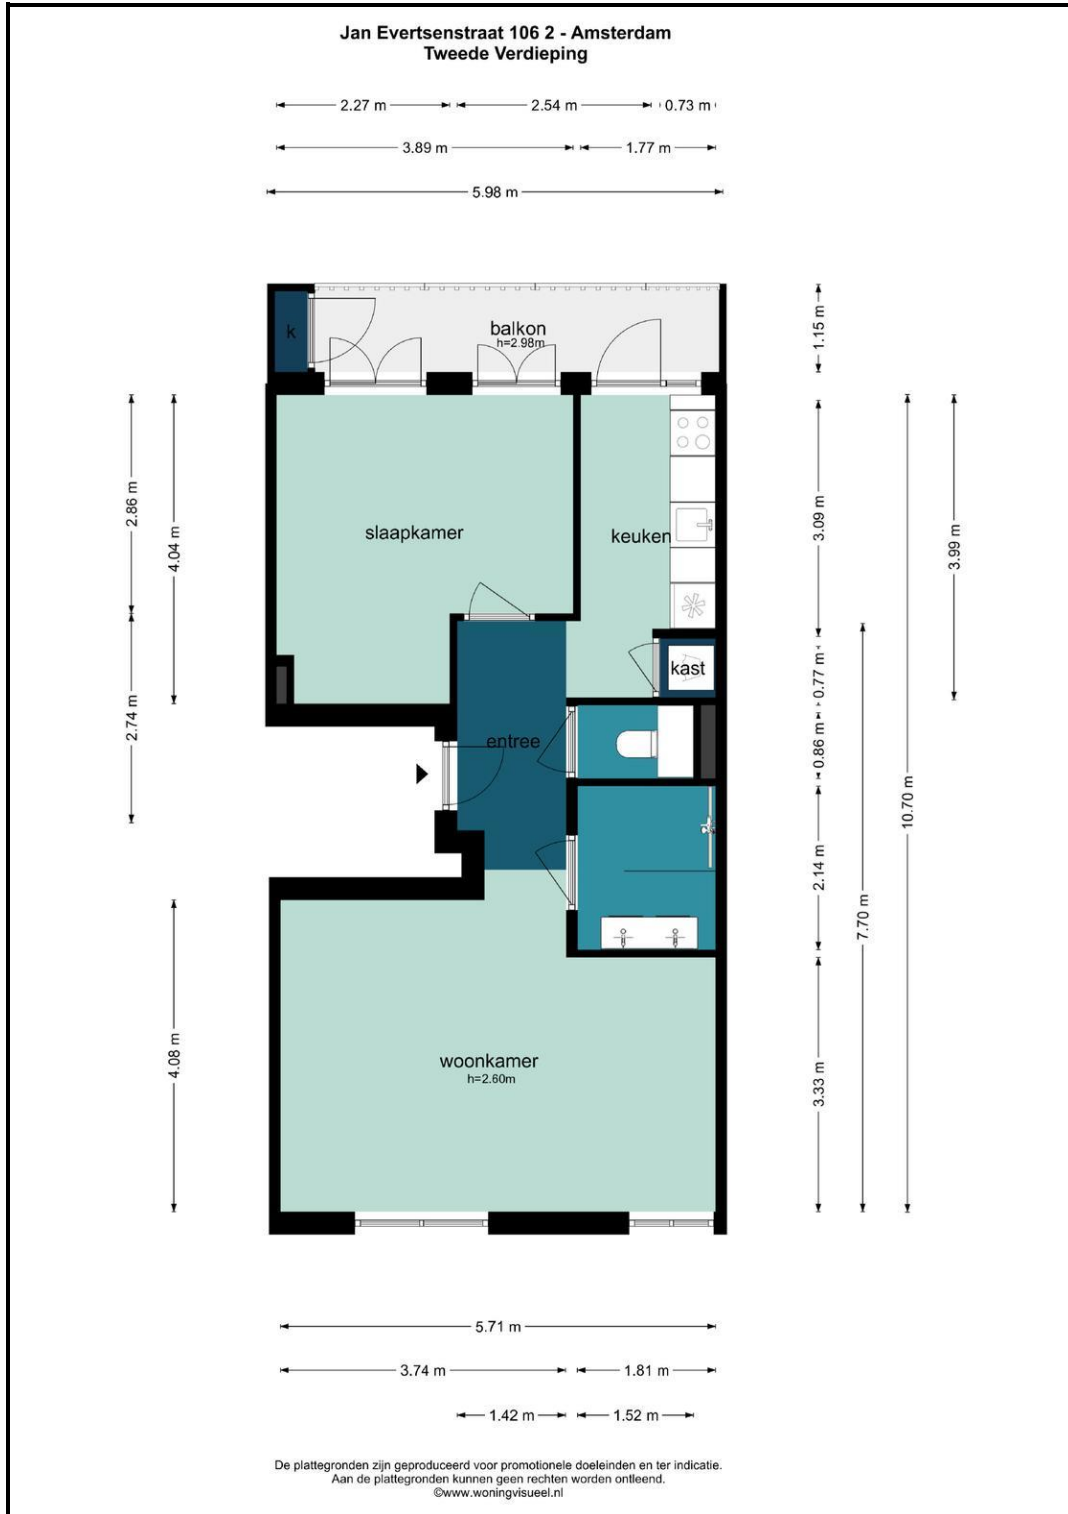 Jan Evertsenstraat 106 2 - Amsterdam
Tweede Verdieping
2.27 m
2.54 m
0.73 m
3.89 m
1.77 m
5.98 m
k
balkon
h=2.98m
1.15 m
2.86 m
4.04 m
slaapkamer
keuken
3.09 m
3.99 m
kast
0.77 m
2.74 m
entree
0.86 m
10.70 m
2.14 m
7.70 m
4.08 m
woonkamer
h=2.60m
3.33 m
5.71 m
3.74 m
1.81 m
1.42 m
1.52 m
De plattegronden zijn geproduceerd voor promotionele doeleinden en ter indicatie.
Aan de plattegronden kunnen geen rechten worden ontleend.
©www.woningvisueel.nl